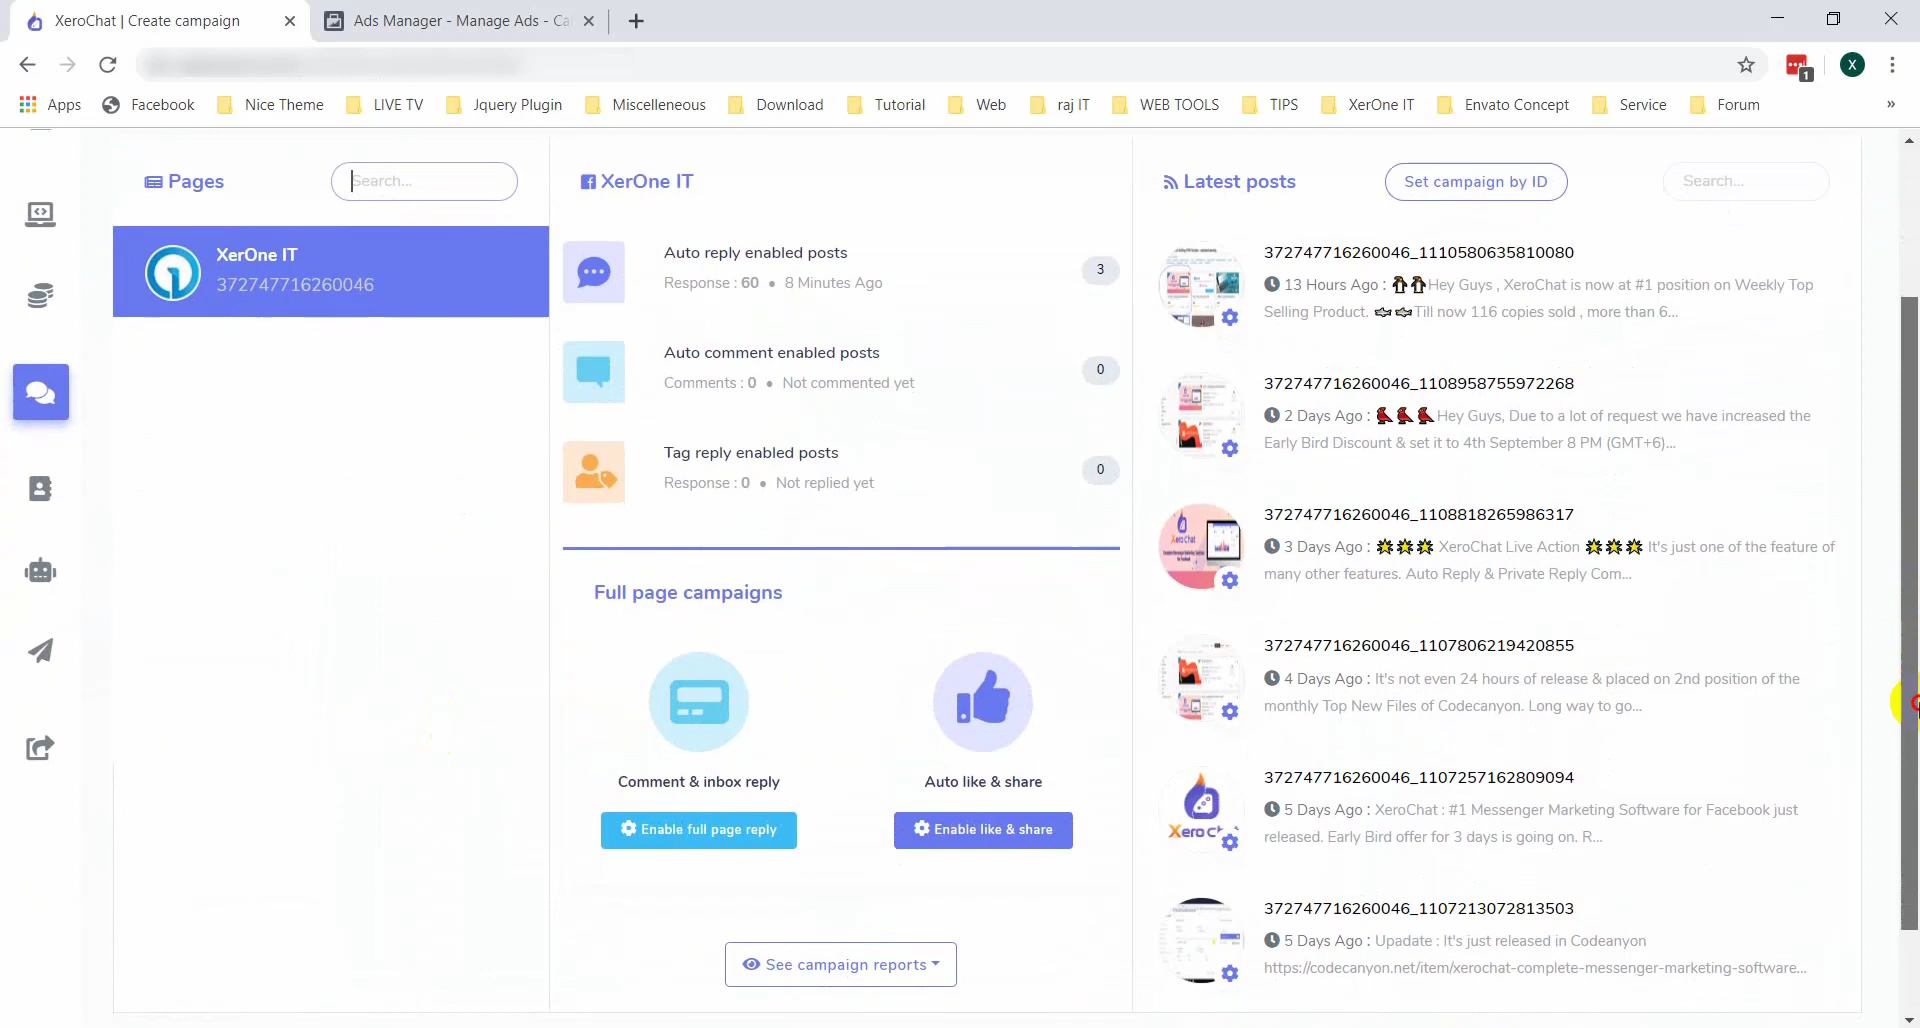 XeroChat | Create campaign
Ads Manager - Manage Ads - Ca
Apps
Facebook
Nice Theme
LIVE TV
Jquery Plugin
Miscelleneous
Download
Tutorial
Web
raj IT
WEB TOOLS
TIPS
XerOne IT
Envato Concept
Service
Forum
»
X
1
Pages
Search...
XerOne IT
372747716260046
XerOne IT
Auto reply enabled posts
Response : 60 • 8 Minutes Ago
3
Auto comment enabled posts
Comments : 0 • Not commented yet
0
Tag reply enabled posts
Response : 0 • Not replied yet
0
Full page campaigns
Comment & inbox reply
Enable full page reply
Auto like & share
Enable like & share
See campaign reports
Latest posts
Set campaign by ID
Search...
372747716260046_1110580635810080
13 Hours Ago : 🐧🐧Hey Guys , XeroChat is now at #1 position on Weekly Top
Selling Product. 🐟🐟Till now 116 copies sold , more than 6...
372747716260046_1108958755972268
2 Days Ago : Hey Guys, Due to a lot of request we have increased the
Early Bird Discount & set it to 4th September 8 PM (GMT+6)...
372747716260046_1108818265986317
3 Days Ago : XeroChat Live Action It's just one of the feature of
many other features. Auto Reply & Private Reply Com...
372747716260046_1107806219420855
4 Days Ago : It's not even 24 hours of release & placed on 2nd position of the
monthly Top New Files of Codecanyon. Long way to go...
372747716260046_1107257162809094
5 Days Ago : XeroChat : #1 Messenger Marketing Software for Facebook just
released. Early Bird offer for 3 days is going on. R...
372747716260046_1107213072813503
5 Days Ago : Upadate : It's just released in Codeanyon
https://codecanyon.net/item/xerochat-complete-messenger-marketing-software...